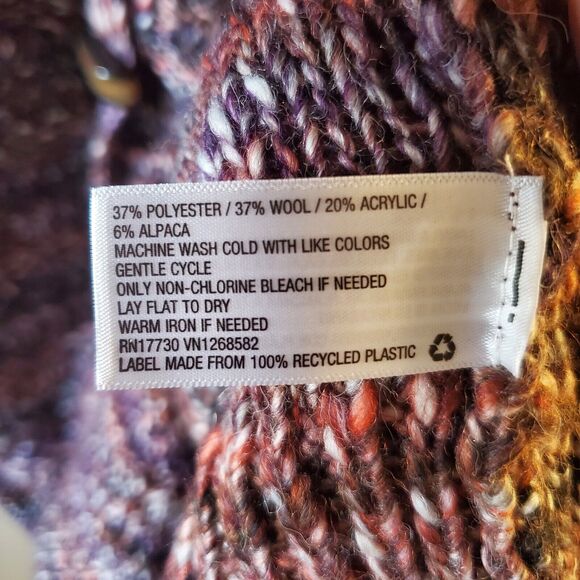 37% POLYESTER / 37% WOOL / 20% ACRYLIC /
6% ALPACA
MACHINE WASH COLD WITH LIKE COLORS
GENTLE CYCLE
ONLY NON-CHLORINE BLEACH IF NEEDED
LAY FLAT TO DRY
WARM IRON IF NEEDED
RN17730 VN1268582
LABEL MADE FROM 100% RECYCLED PLASTIC